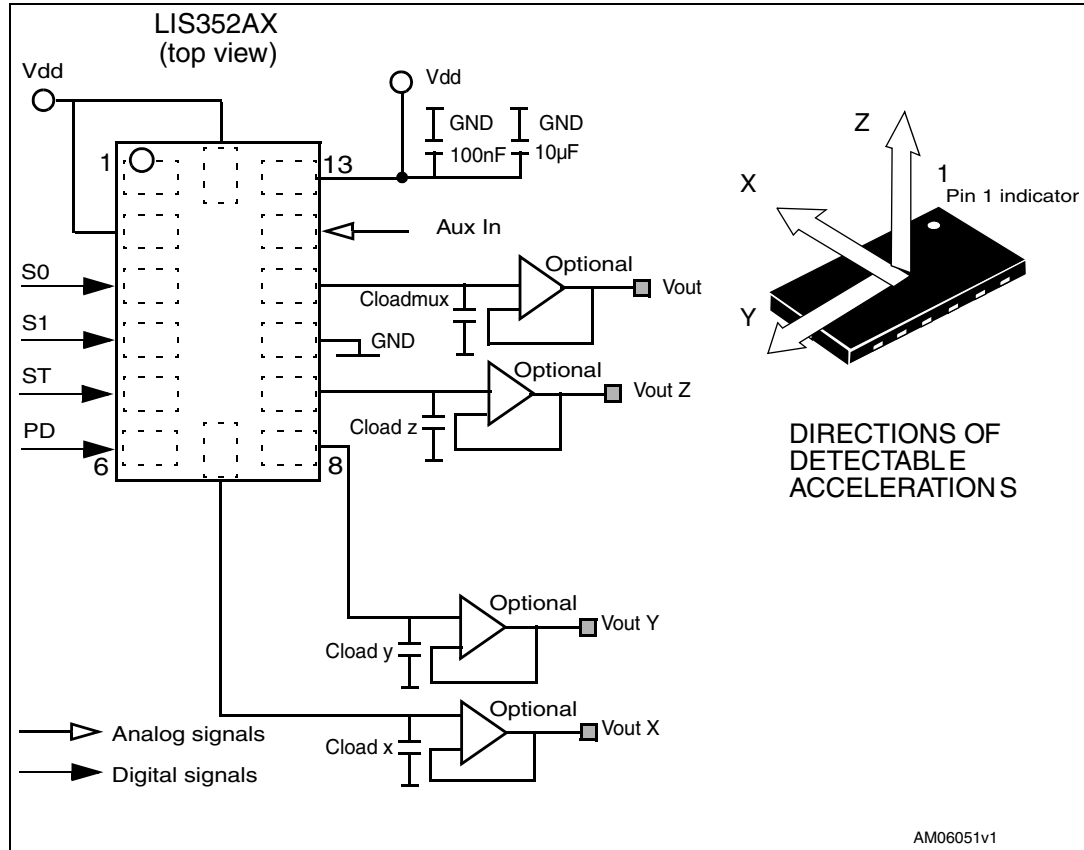 LIS352AX
(top view)
Vdd
Vdd
GND
GND
100nF
10µF
1
13
Aux In
S0
Optional
Cloadmux
Vout
S1
GND
ST
Optional
Vout Z
Cload z
PD
6
8
Optional
Vout Y
Cload y
Optional
Vout X
Cload x
Analog signals
Digital signals
Z
X
1
Pin 1 indicator
Y
DIRECTIONS OF
DETECTABLE
ACCELERATIONS
AM06051v1